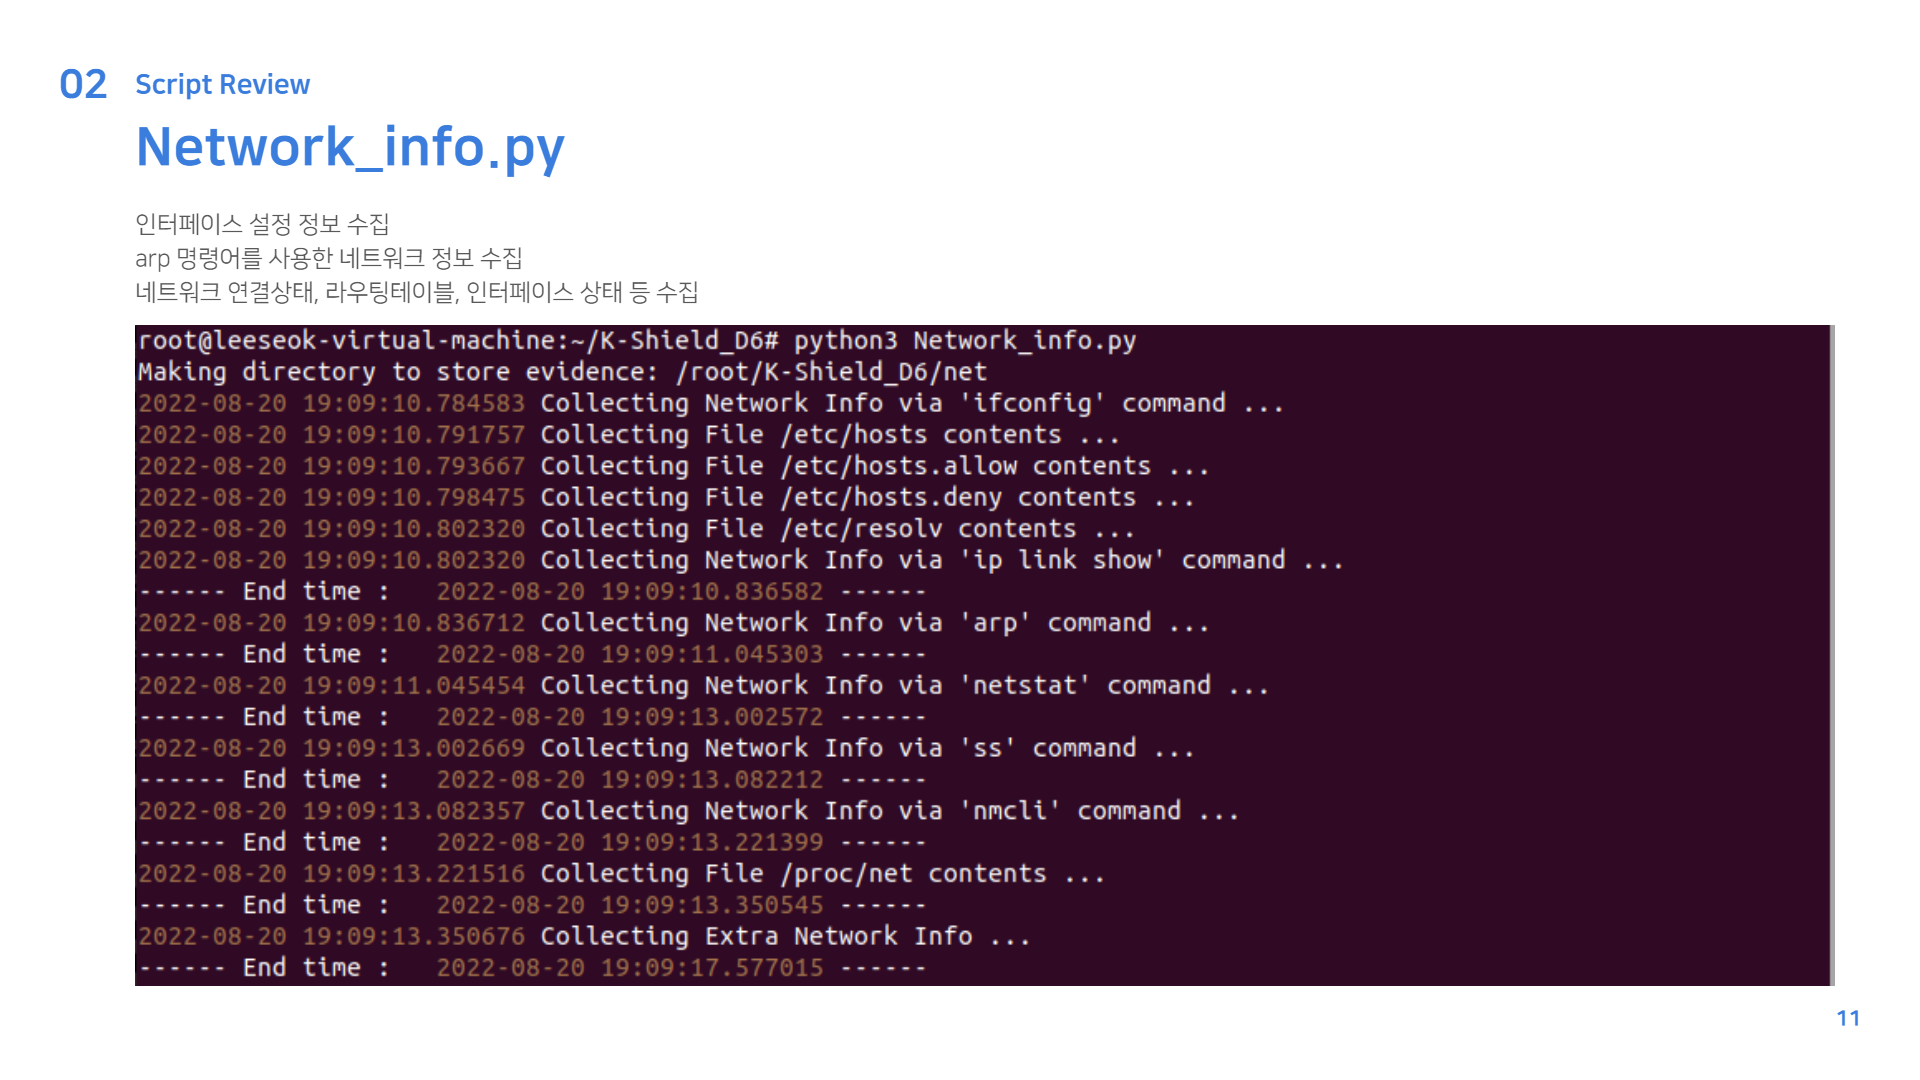 02 Script Review
Network_info.py
인터페이스 설정 정보 수집
arp 명령어를 사용한 네트워크 정보 수집
네트워크 연결상태, 라우팅테이블, 인터페이스 상태 등 수집
root@leeseok-virtual-machine:~/K-Shield_D6# python3 Network_info.py
Making directory to store evidence: /root/K-Shield_D6/net
2022-08-20 19:09:10.784583 Collecting Network Info via 'ifconfig' command ...
2022-08-20 19:09:10.791757 Collecting File /etc/hosts contents ...
2022-08-20 19:09:10.793667 Collecting File /etc/hosts.allow contents ...
2022-08-20 19:09:10.798475 Collecting File /etc/hosts.deny contents ...
2022-08-20 19:09:10.802320 Collecting File /etc/resolv contents ...
2022-08-20 19:09:10.802320 Collecting Network Info via 'ip link show' command ...
------ End time :   2022-08-20 19:09:10.836582 ------
2022-08-20 19:09:10.836712 Collecting Network Info via 'arp' command ...
------ End time :   2022-08-20 19:09:11.045303 ------
2022-08-20 19:09:11.045454 Collecting Network Info via 'netstat' command ...
------ End time :   2022-08-20 19:09:13.002572 ------
2022-08-20 19:09:13.002669 Collecting Network Info via 'ss' command ...
------ End time :   2022-08-20 19:09:13.082212 ------
2022-08-20 19:09:13.082357 Collecting Network Info via 'nmcli' command ...
------ End time :   2022-08-20 19:09:13.221399 ------
2022-08-20 19:09:13.221516 Collecting File /proc/net contents ...
------ End time :   2022-08-20 19:09:13.350545 ------
2022-08-20 19:09:13.350676 Collecting Extra Network Info ...
------ End time :   2022-08-20 19:09:17.577015 ------
11